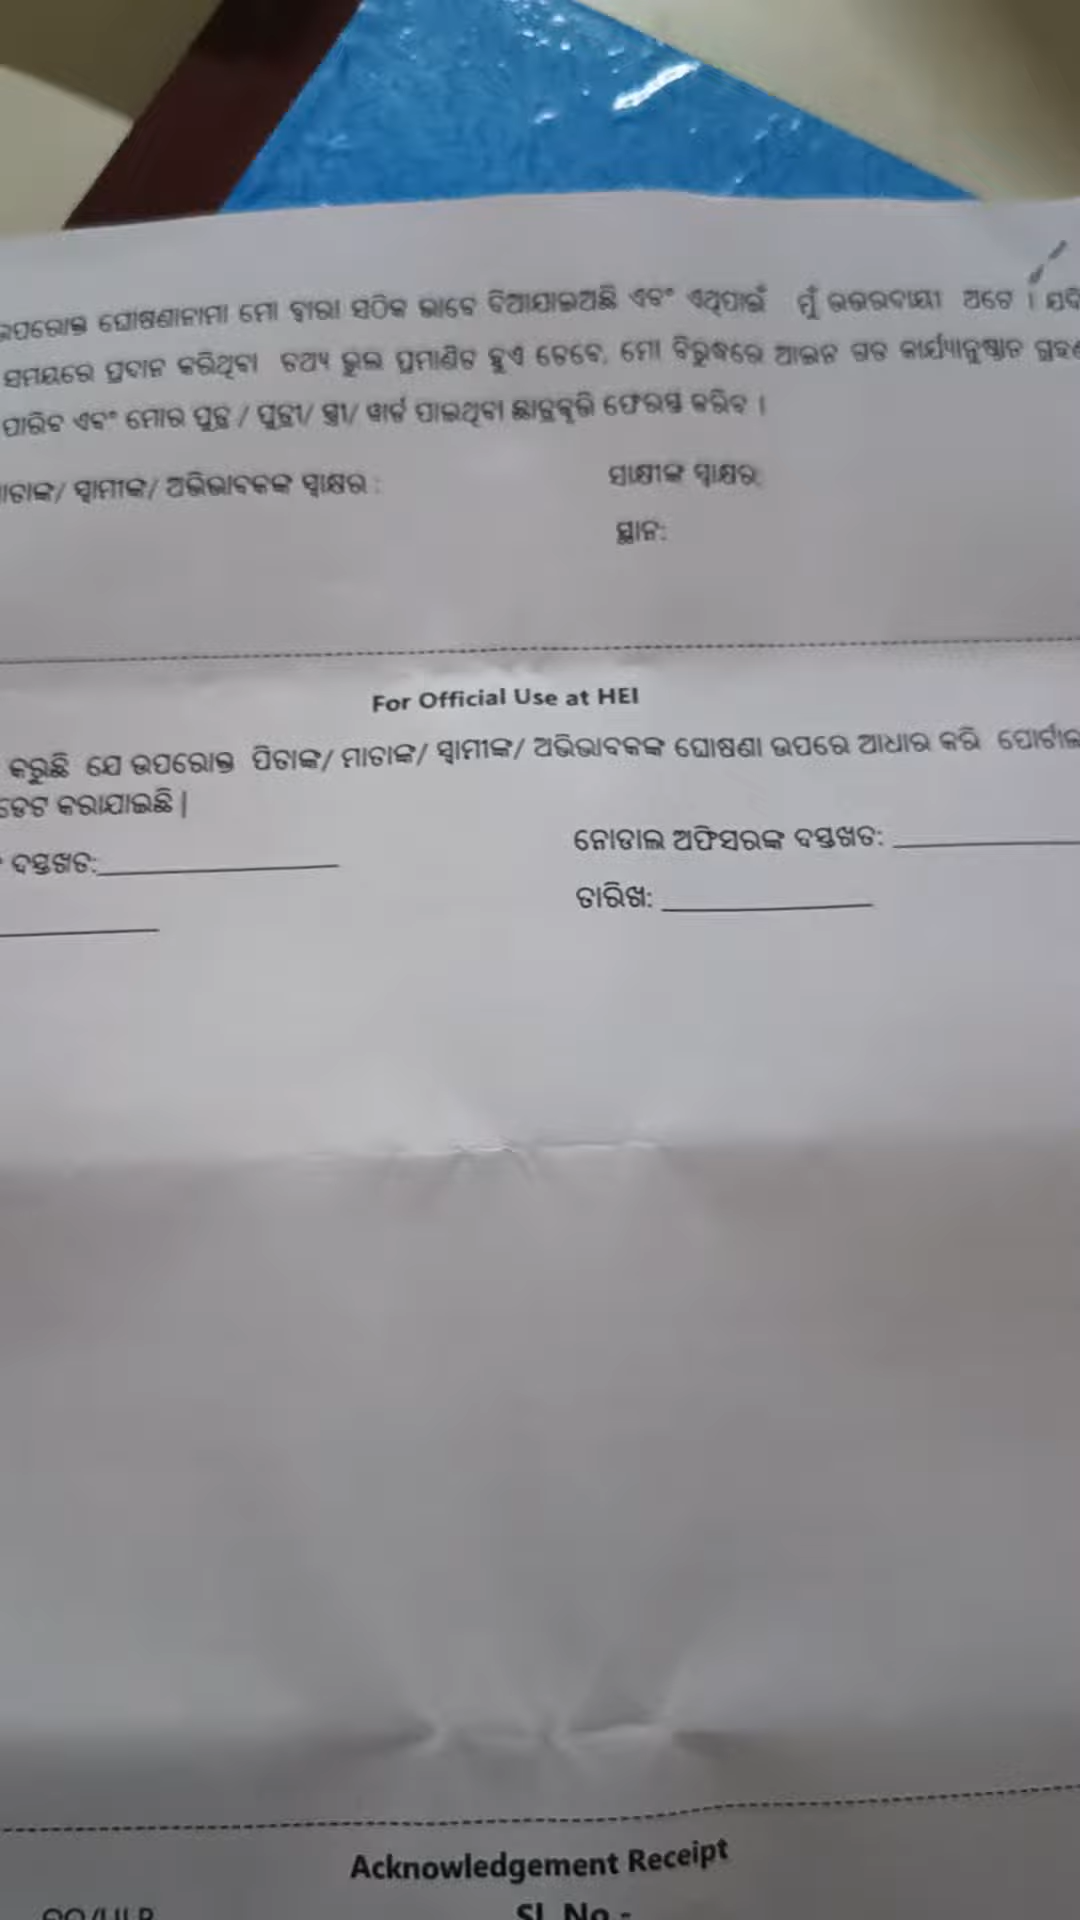 ଉପରୋକ୍ତ ଘୋଷଣାନାମା ମୋ ଦ୍ଵାରା ସଠିକ ଭାବେ ଦିଆଯାଇଅଛି ଏବଂ ଏଥିପାଇଁ ମୁଁ ଉତ୍ତରଦାୟୀ ଅଟେ । ଯଦି
ସମୟରେ ପ୍ରଦାନ କରିଥିବା ତଥ୍ୟ ଭୁଲ ପ୍ରମାଣିତ ହୁଏ ତେବେ, ମୋ ବିରୁଦ୍ଧରେ ଆଇନ ଗତ କାର୍ଯ୍ୟାନୁଷ୍ଠାନ ଗ୍ରହଣ
ପାରିବ ଏବଂ ମୋର ପୁତ୍ର / ପୁତ୍ରୀ/ ସ୍ତ୍ରୀ/ ୱାର୍ଡ ପାଇଥିବା ଛାତ୍ରବୃତ୍ତି ଫେରସ୍ତ କରିବ ।
ମାତାଙ୍କ/ ସ୍ୱାମୀଙ୍କ/ ଅଭିଭାବକଙ୍କ ସ୍ୱାକ୍ଷର : ସାକ୍ଷୀଙ୍କ ସ୍ୱାକ୍ଷର:
ସ୍ଥାନ:
For Official Use at HEI
କରୁଛି ଯେ ଉପରୋକ୍ତ ପିତାଙ୍କ/ ମାତାଙ୍କ/ ସ୍ୱାମୀଙ୍କ/ ଅଭିଭାବକଙ୍କ ଘୋଷଣା ଉପରେ ଆଧାର କରି ପୋର୍ଟାଲ
ଡେଟ କରାଯାଇଛି |
ଦସ୍ତଖତ: ନୋଡାଲ ଅଫିସରଙ୍କ ଦସ୍ତଖତ:
ତାରିଖ:
Acknowledgement Receipt
Sl. No -